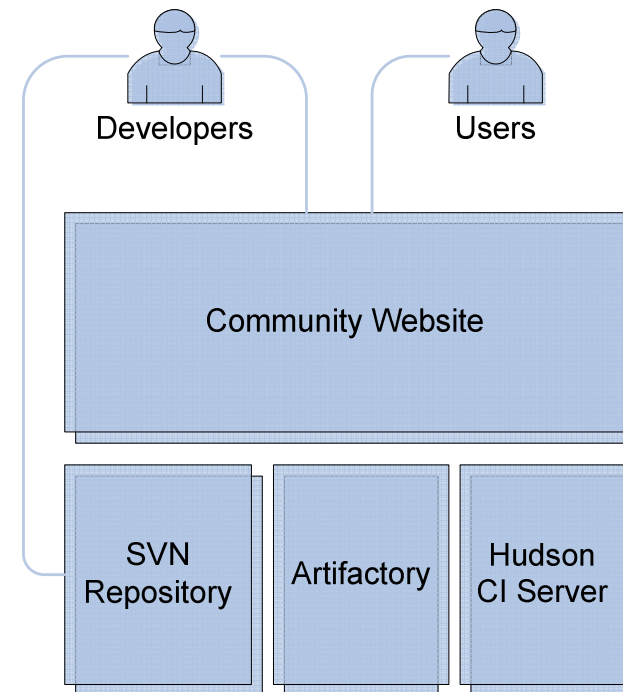 Developers
Users
Community Website
SVN
Repository
Artifactory
Hudson
CI Server